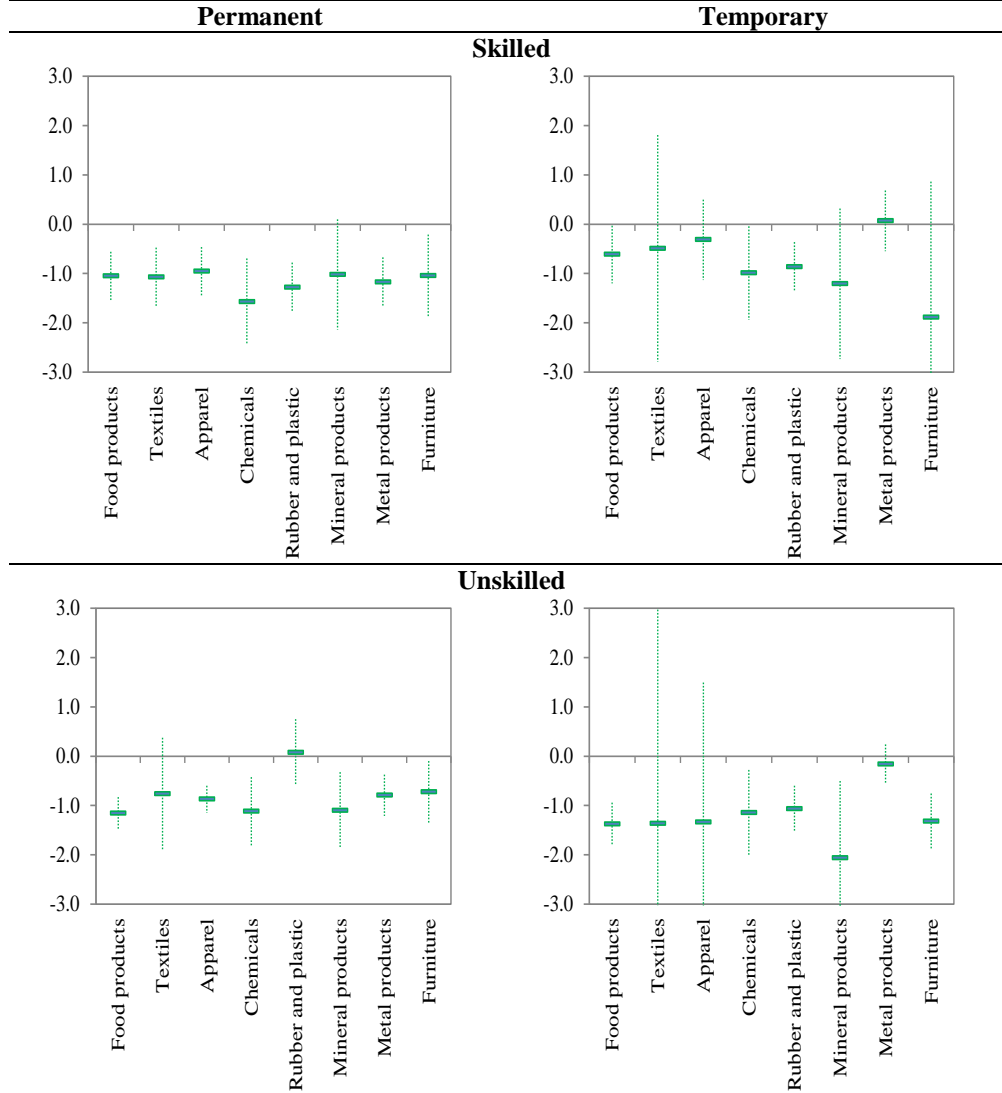 Permanent Temporary
Skilled
3.0 3.0
2.0 2.0
1.0 1.0
0.0 0.0
-1.0 -1.0
-2.0 -2.0
-3.0 -3.0
Food products Textiles Apparel Chemicals Rubber and plastic Mineral products Metal products Furniture
Food products Textiles Apparel Chemicals Rubber and plastic Mineral products Metal products Furniture
Unskilled
3.0 3.0
2.0 2.0
1.0 1.0
0.0 0.0
-1.0 -1.0
-2.0 -2.0
-3.0 -3.0
Food products Textiles Apparel Chemicals Rubber and plastic Mineral products Metal products Furniture
Food products Textiles Apparel Chemicals Rubber and plastic Mineral products Metal products Furniture